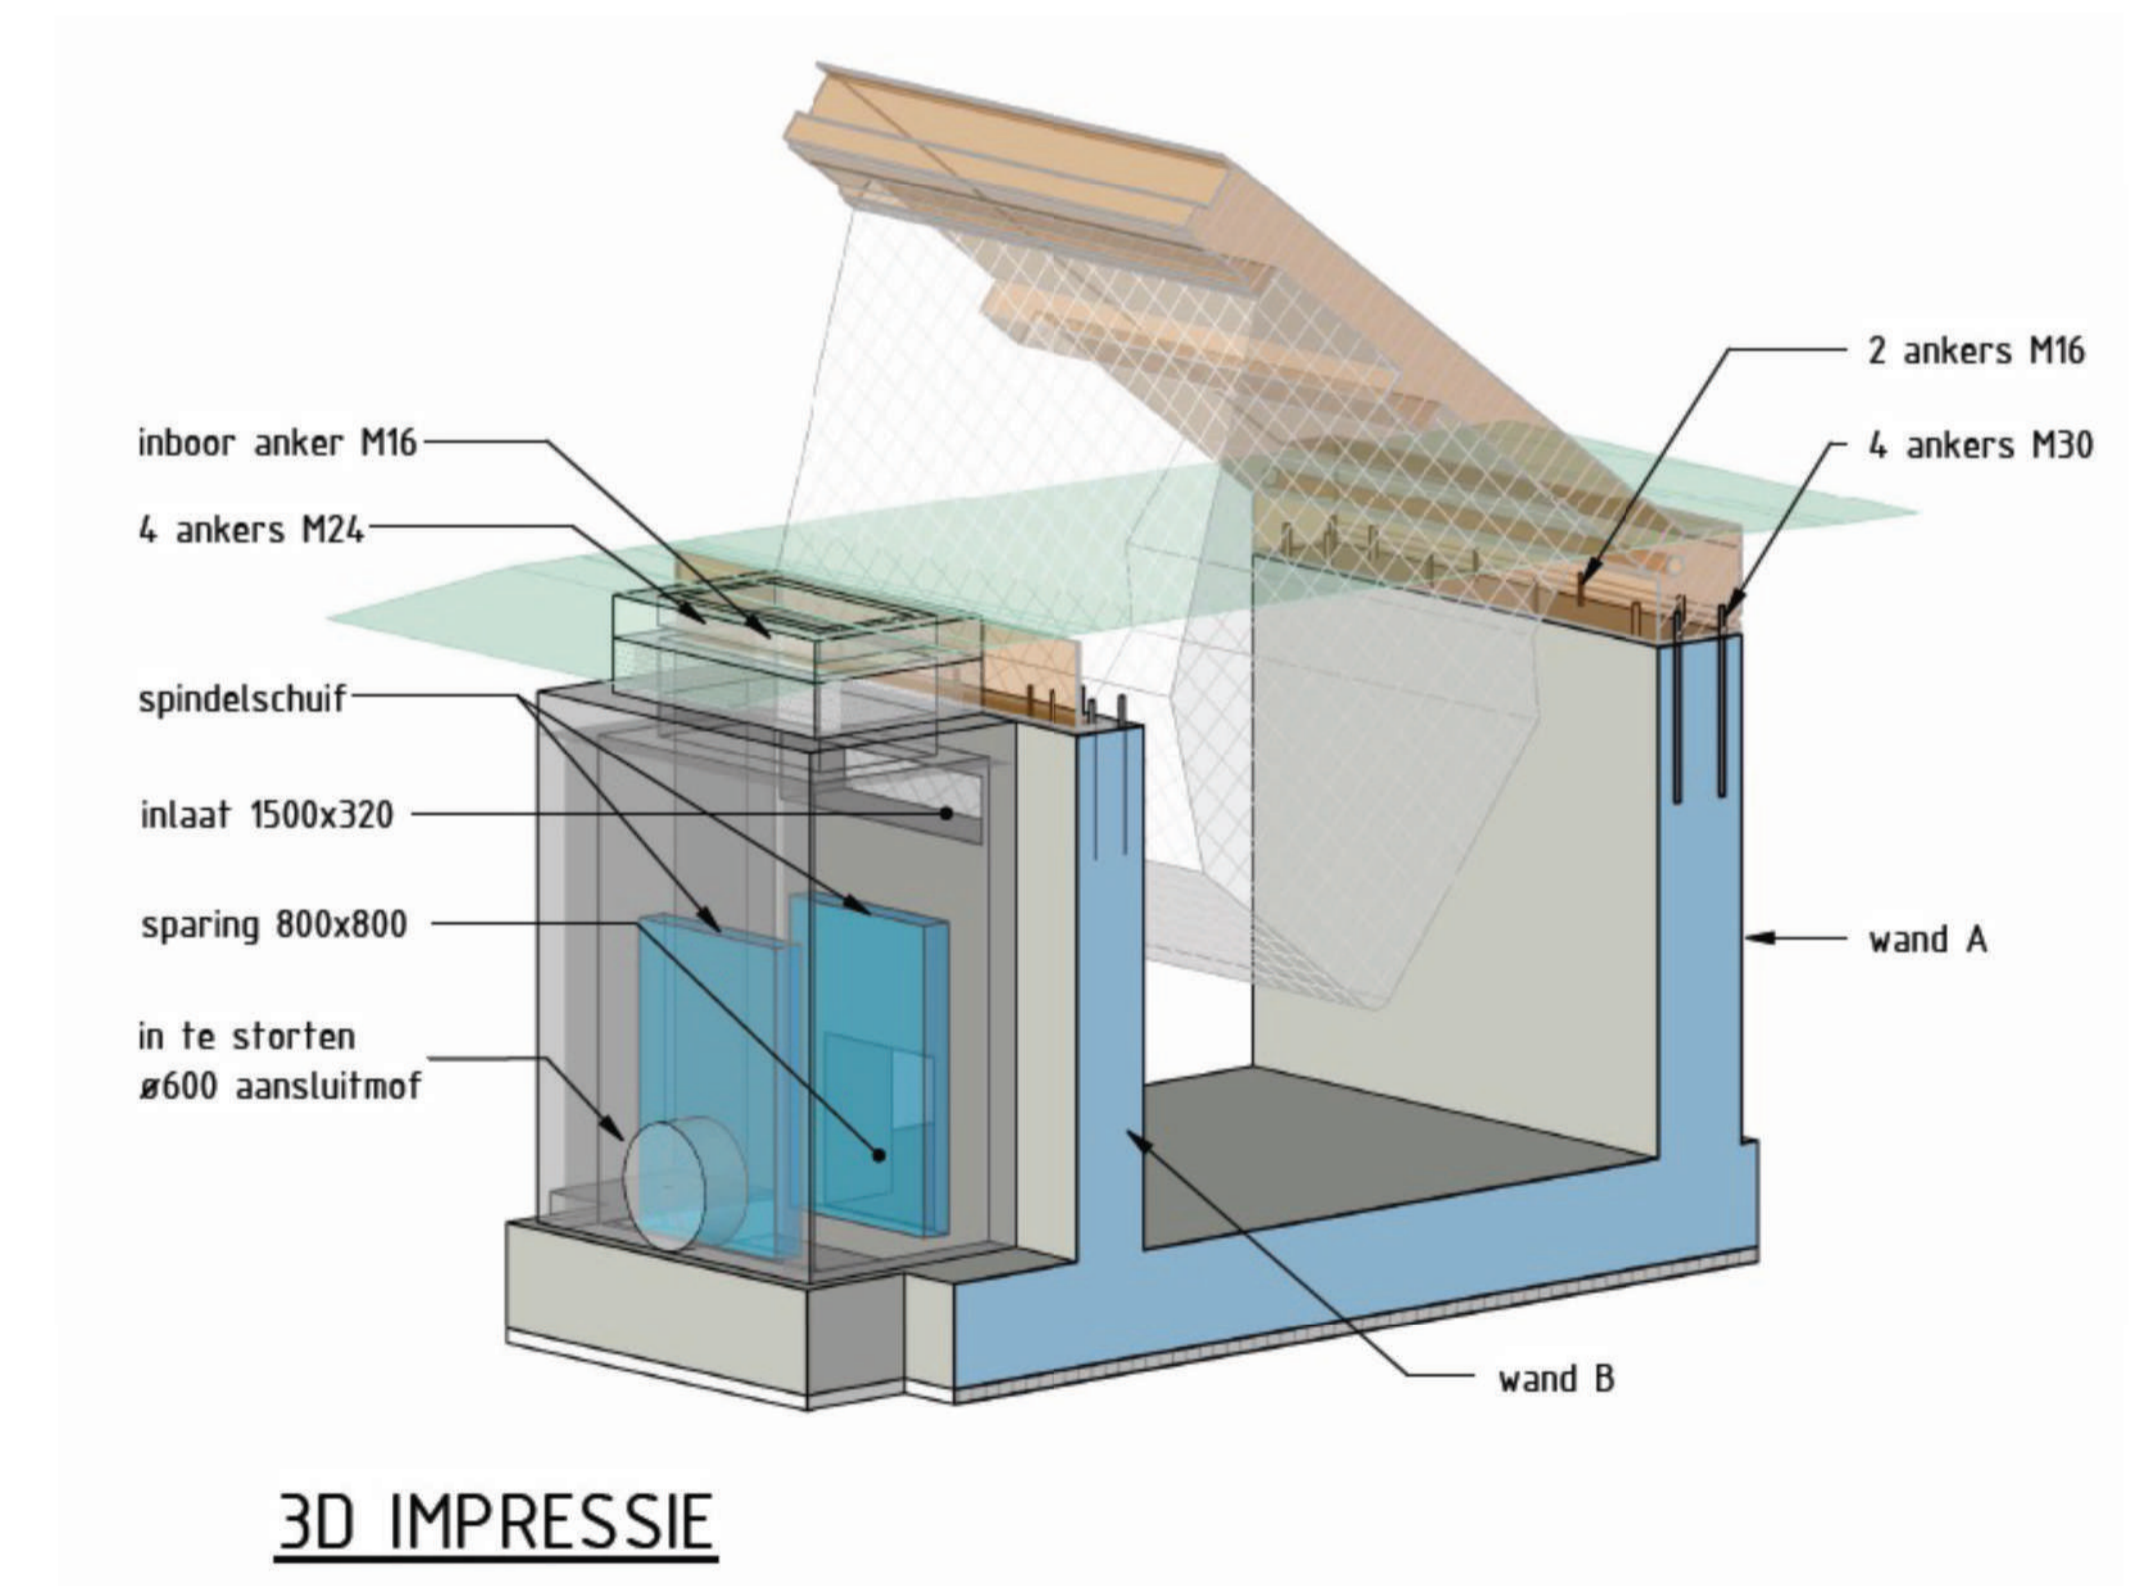 2 ankers M16
inboor anker M16
4 ankers M30
4 ankers M24
spindelschuif
inlaat 1500x320
sparing 800x800
wand A
in te storten
ø600 aansluitmof
wand B
3D IMPRESSIE